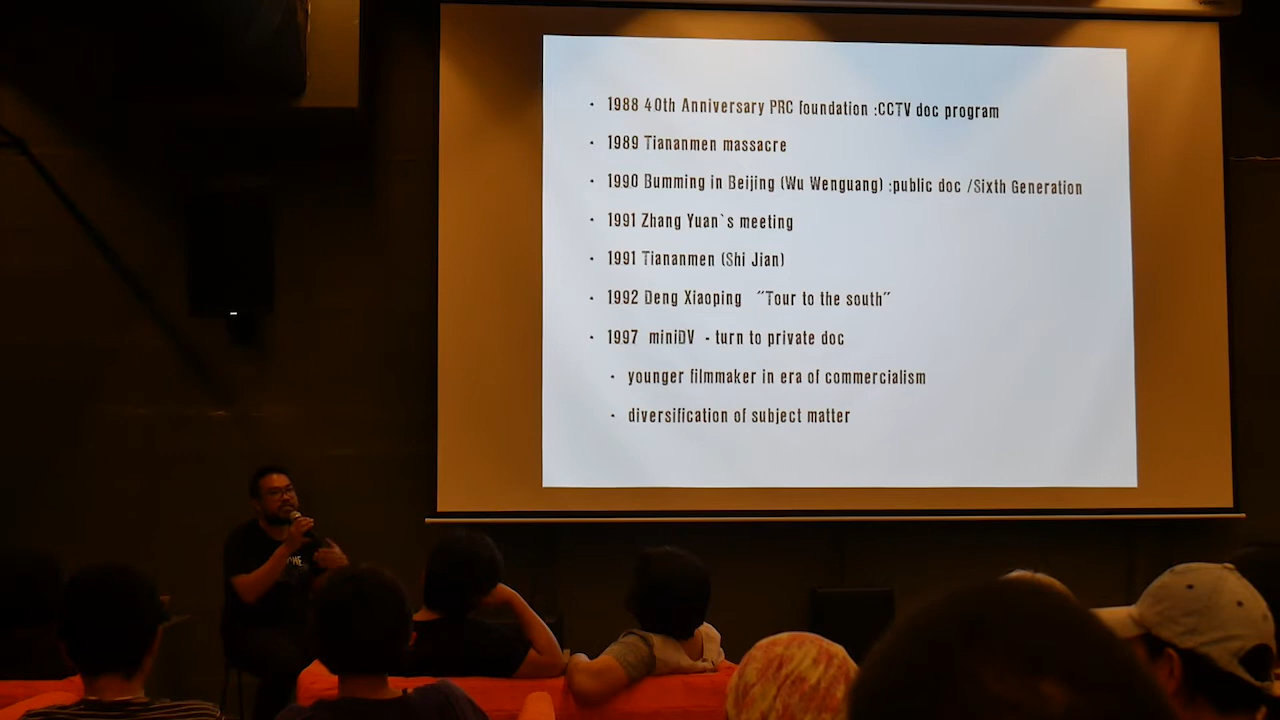 · 1988 40th Anniversary PRC foundation :CCTV doc program
· 1989 Tiananmen massacre
· 1990 Bumming in Beijing (Wu Wenguang) :public doc /Sixth Generation
· 1991 Zhang Yuan`s meeting
· 1991 Tiananmen (Shi Jian)
· 1992 Deng Xiaoping "Tour to the south"
· 1997 miniDV - turn to private doc
· younger filmmaker in era of commercialism
· diversification of subject matter